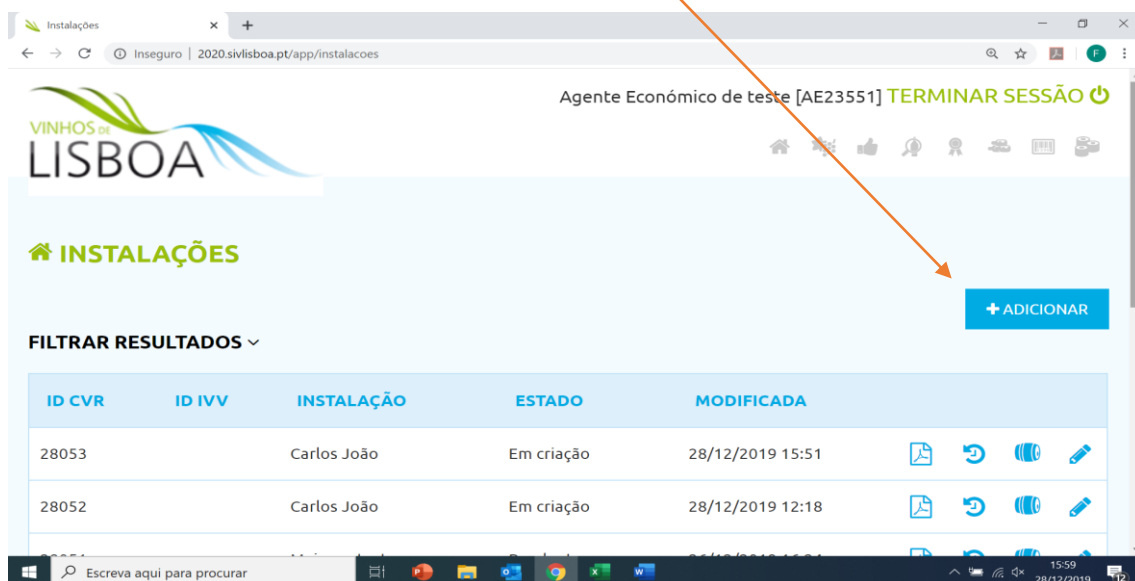 Instalações
Inseguro | 2020.sivlisboa.pt/app/instalacoes
F
Agente Económico de teste [AE23551] TERMINAR SESSÃO
VINHOS DE
LISBOA
INSTALAÇÕES
+ ADICIONAR
FILTRAR RESULTADOS
ID CVR ID IVV INSTALAÇÃO ESTADO MODIFICADA
28053 Carlos João Em criação 28/12/2019 15:51
28052 Carlos João Em criação 28/12/2019 12:18
Escreva aqui para procurar
15:59
28/12/2019
12